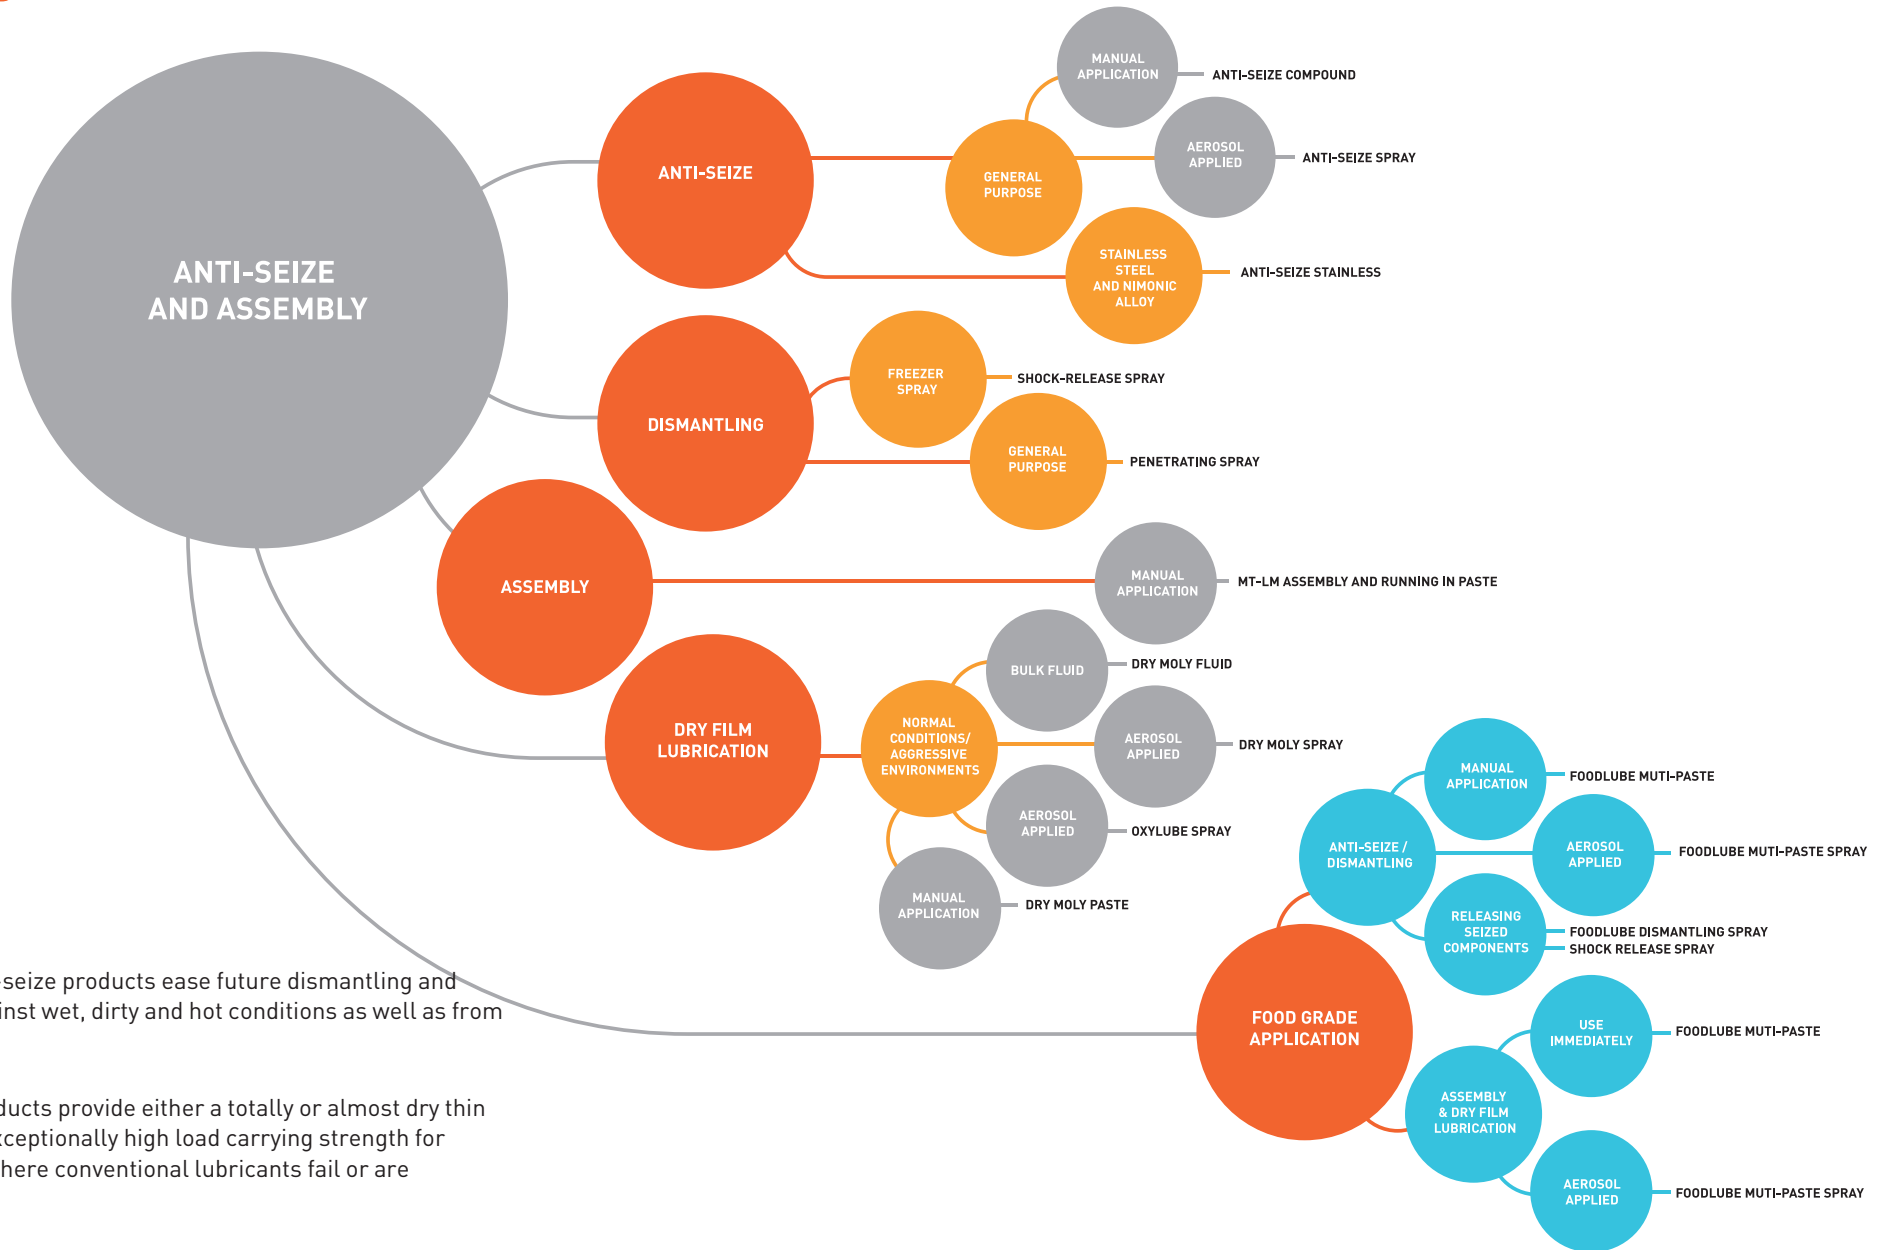 ANTI-SEIZE
AND ASSEMBLY
ANTI-SEIZE
GENERAL
PURPOSE
MANUAL
APPLICATION
ANTI-SEIZE COMPOUND
AEROSOL
APPLIED
ANTI-SEIZE SPRAY
STAINLESS
STEEL
AND NIMONIC
ALLOY
ANTI-SEIZE STAINLESS
DISMANTLING
FREEZER
SPRAY
SHOCK-RELEASE SPRAY
GENERAL
PURPOSE
PENETRATING SPRAY
ASSEMBLY
MANUAL
APPLICATION
MT-LM ASSEMBLY AND RUNNING IN PASTE
DRY FILM
LUBRICATION
NORMAL
CONDITIONS/
AGGRESSIVE
ENVIRONMENTS
BULK FLUID
DRY MOLY FLUID
AEROSOL
APPLIED
DRY MOLY SPRAY
AEROSOL
APPLIED
OXYLUBE SPRAY
MANUAL
APPLICATION
DRY MOLY PASTE
FOOD GRADE
APPLICATION
ANTI-SEIZE /
DISMANTLING
MANUAL
APPLICATION
FOODLUBE MUTI-PASTE
AEROSOL
APPLIED
FOODLUBE MUTI-PASTE SPRAY
RELEASING
SEIZED
COMPONENTS
FOODLUBE DISMANTLING SPRAY
SHOCK RELEASE SPRAY
ASSEMBLY
& DRY FILM
LUBRICATION
USE
IMMEDIATELY
FOODLUBE MUTI-PASTE
AEROSOL
APPLIED
FOODLUBE MUTI-PASTE SPRAY
-seize products ease future dismantling and
inst wet, dirty and hot conditions as well as from
ducts provide either a totally or almost dry thin
xceptionally high load carrying strength for
here conventional lubricants fail or are